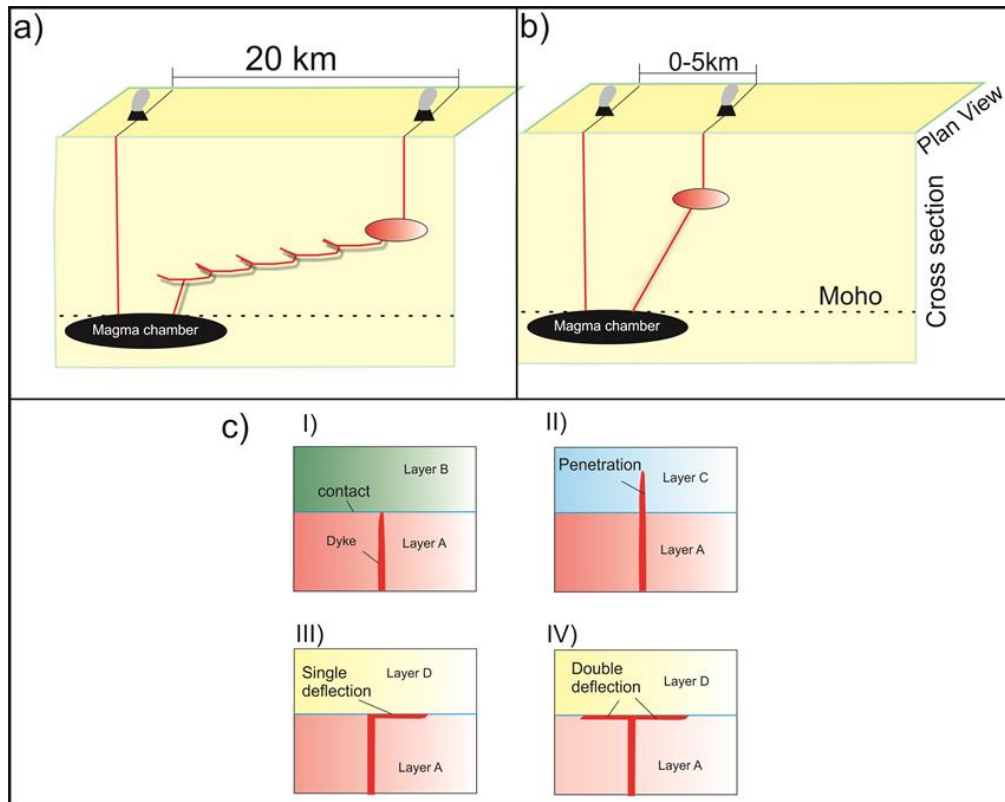 a)
20 km
Magma chamber
b)
0-5km
Plan View
Cross section
Moho
Magma chamber
c)
I)
Layer B
contact
Dyke
Layer A
II)
Penetration
Layer C
Layer A
III)
Single
deflection
Layer D
Layer A
IV)
Double
deflection
Layer D
Layer A